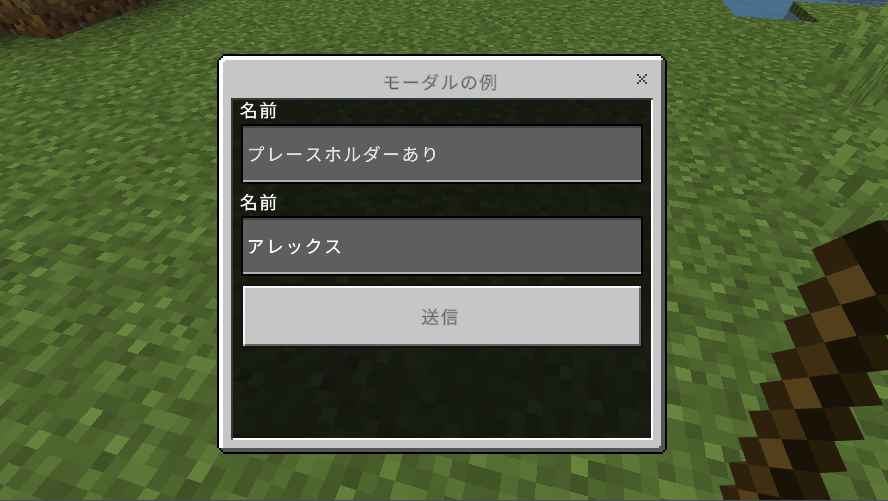 モーダルの例
名前
プレースホルダーあり
名前
アレックス
送信